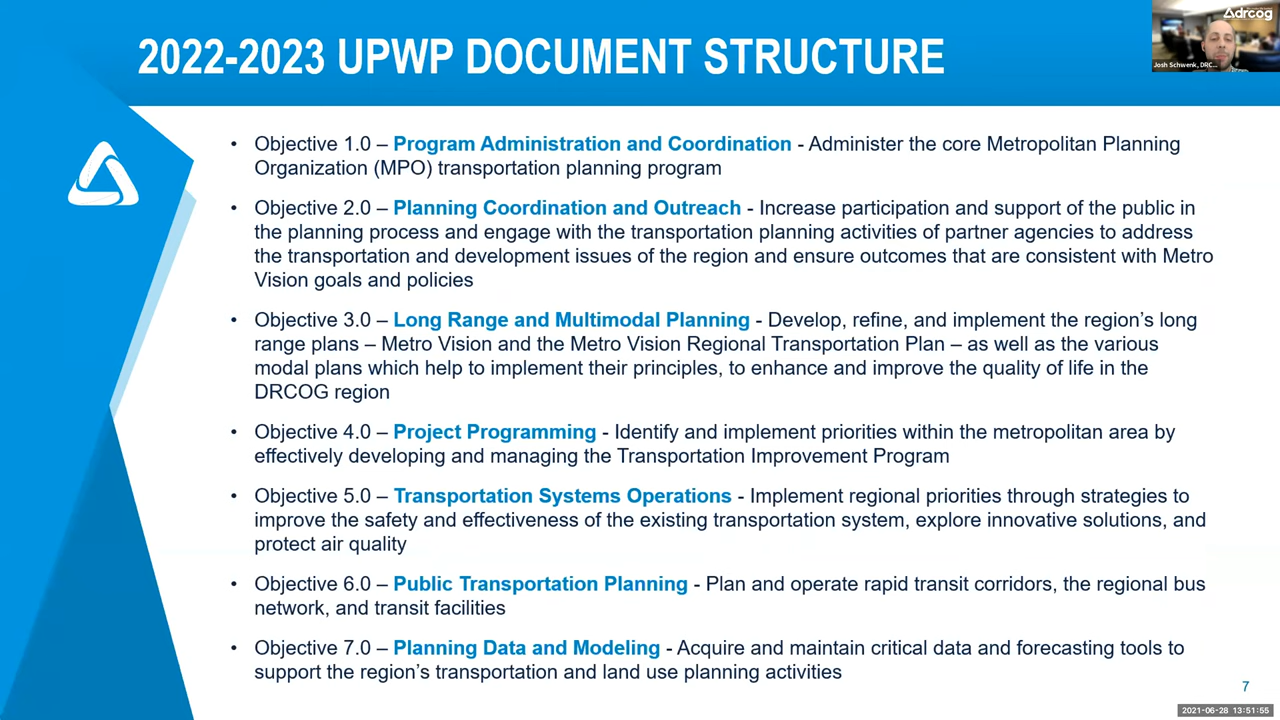 2022-2023 UPWP DOCUMENT STRUCTURE
drcog
Josh Schwenk, DRC...
• Objective 1.0 – Program Administration and Coordination - Administer the core Metropolitan Planning
Organization (MPO) transportation planning program
• Objective 2.0 – Planning Coordination and Outreach - Increase participation and support of the public in
the planning process and engage with the transportation planning activities of partner agencies to address
the transportation and development issues of the region and ensure outcomes that are consistent with Metro
Vision goals and policies
• Objective 3.0 – Long Range and Multimodal Planning - Develop, refine, and implement the region’s long
range plans – Metro Vision and the Metro Vision Regional Transportation Plan – as well as the various
modal plans which help to implement their principles, to enhance and improve the quality of life in the
DRCOG region
• Objective 4.0 – Project Programming - Identify and implement priorities within the metropolitan area by
effectively developing and managing the Transportation Improvement Program
• Objective 5.0 – Transportation Systems Operations - Implement regional priorities through strategies to
improve the safety and effectiveness of the existing transportation system, explore innovative solutions, and
protect air quality
• Objective 6.0 – Public Transportation Planning - Plan and operate rapid transit corridors, the regional bus
network, and transit facilities
• Objective 7.0 – Planning Data and Modeling - Acquire and maintain critical data and forecasting tools to
support the region’s transportation and land use planning activities
7
2021-06-28 13:51:55